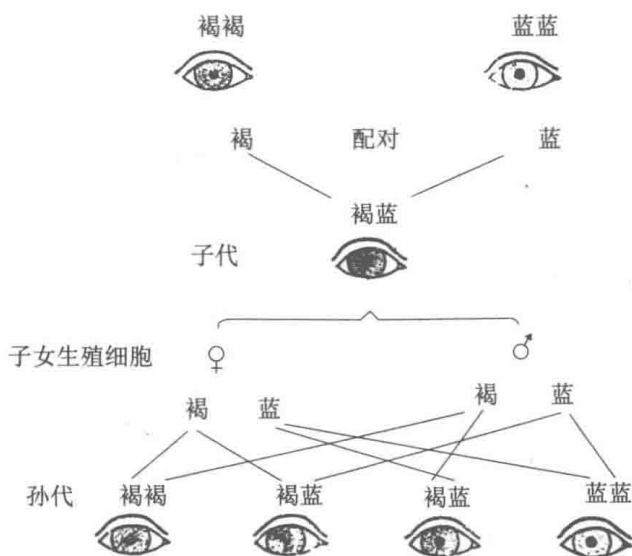 褐褐 蓝蓝
褐 配对 蓝
褐蓝
子代
子女生殖细胞 ♀ ♂
褐 蓝 褐 蓝
孙代 褐褐 褐蓝 褐蓝 蓝蓝